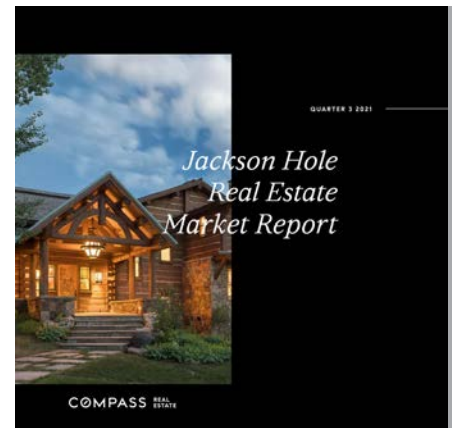 QUARTER 3 2021
Jackson Hole
Real Estate
Market Report
COMPASS REAL
ESTATE